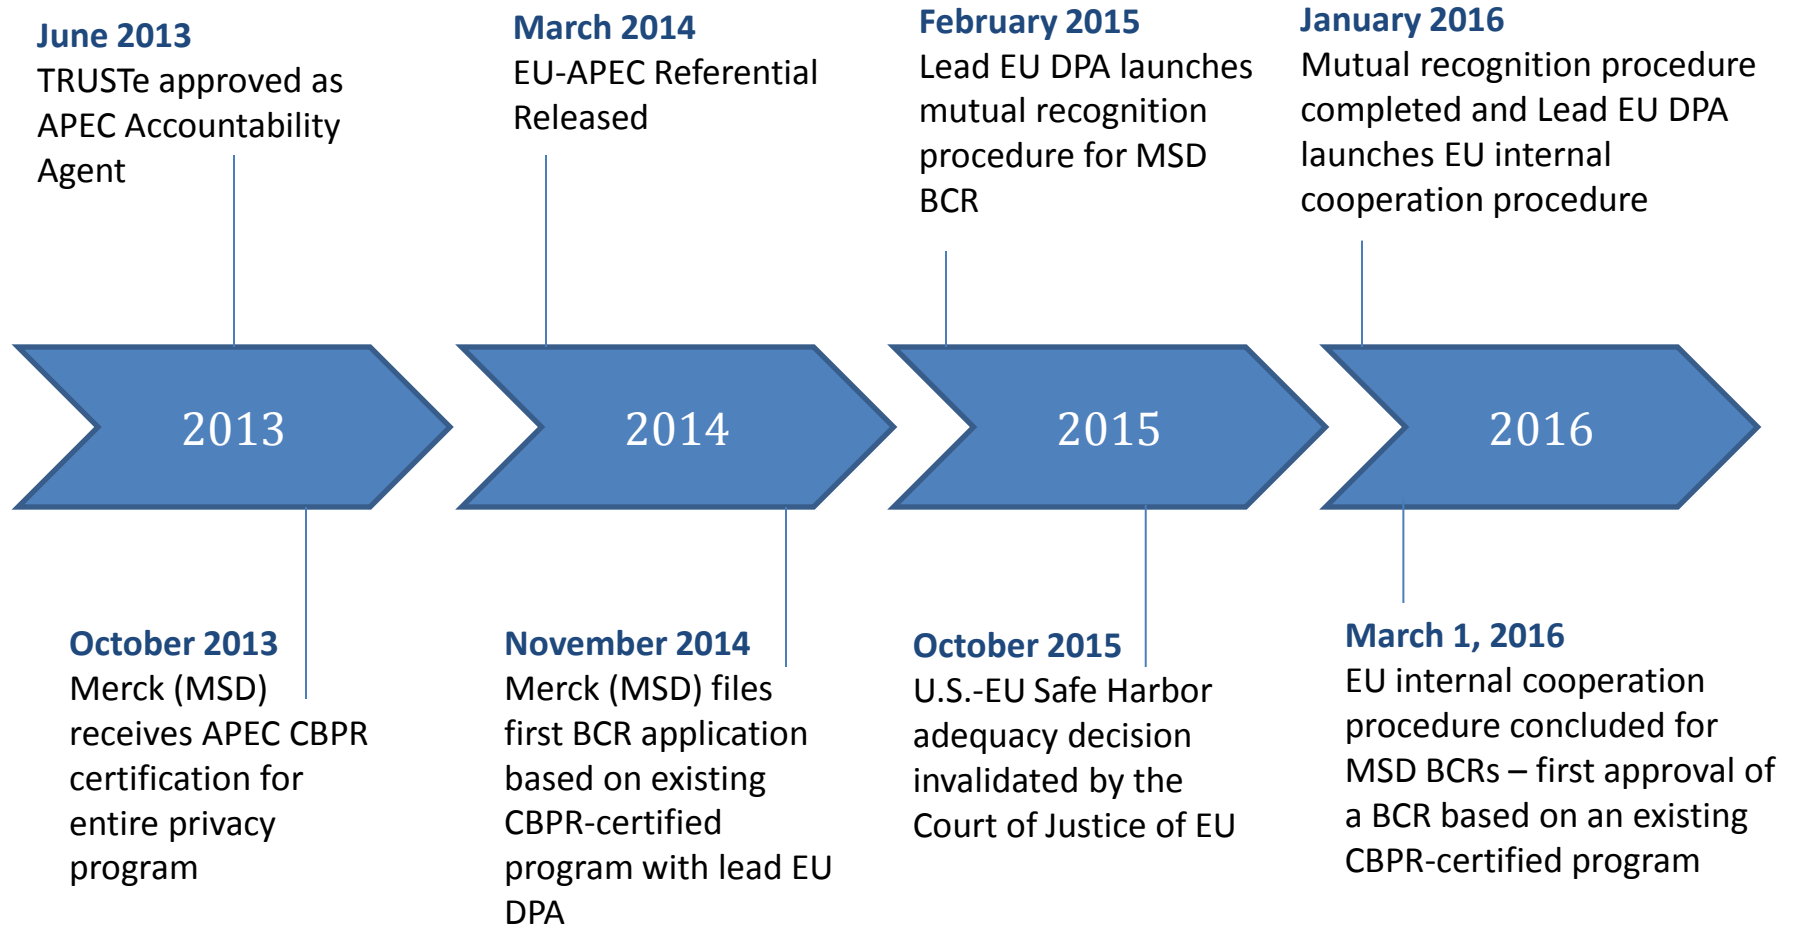 June 2013
TRUSTe approved as
APEC Accountability
Agent
March 2014
EU-APEC Referential
Released
February 2015
Lead EU DPA launches
mutual recognition
procedure for MSD
BCR
January 2016
Mutual recognition procedure
completed and Lead EU DPA
launches EU internal
cooperation procedure
2013
2014
2015
2016
October 2013
Merck (MSD)
receives APEC CBPR
certification for
entire privacy
program
November 2014
Merck (MSD) files
first BCR application
based on existing
CBPR-certified
program with lead EU
DPA
October 2015
U.S.-EU Safe Harbor
adequacy decision
invalidated by the
Court of Justice of EU
March 1, 2016
EU internal cooperation
procedure concluded for
MSD BCRs – first approval of
a BCR based on an existing
CBPR-certified program